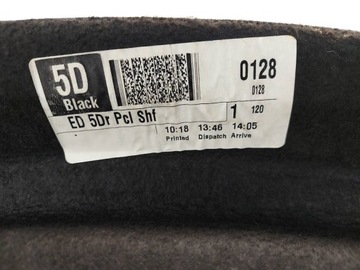 5D
Black
0128
0128
ED 5Dr Pcl Shf
1
120
10:18 13:46 14:05
Printed Dispatch Arrive